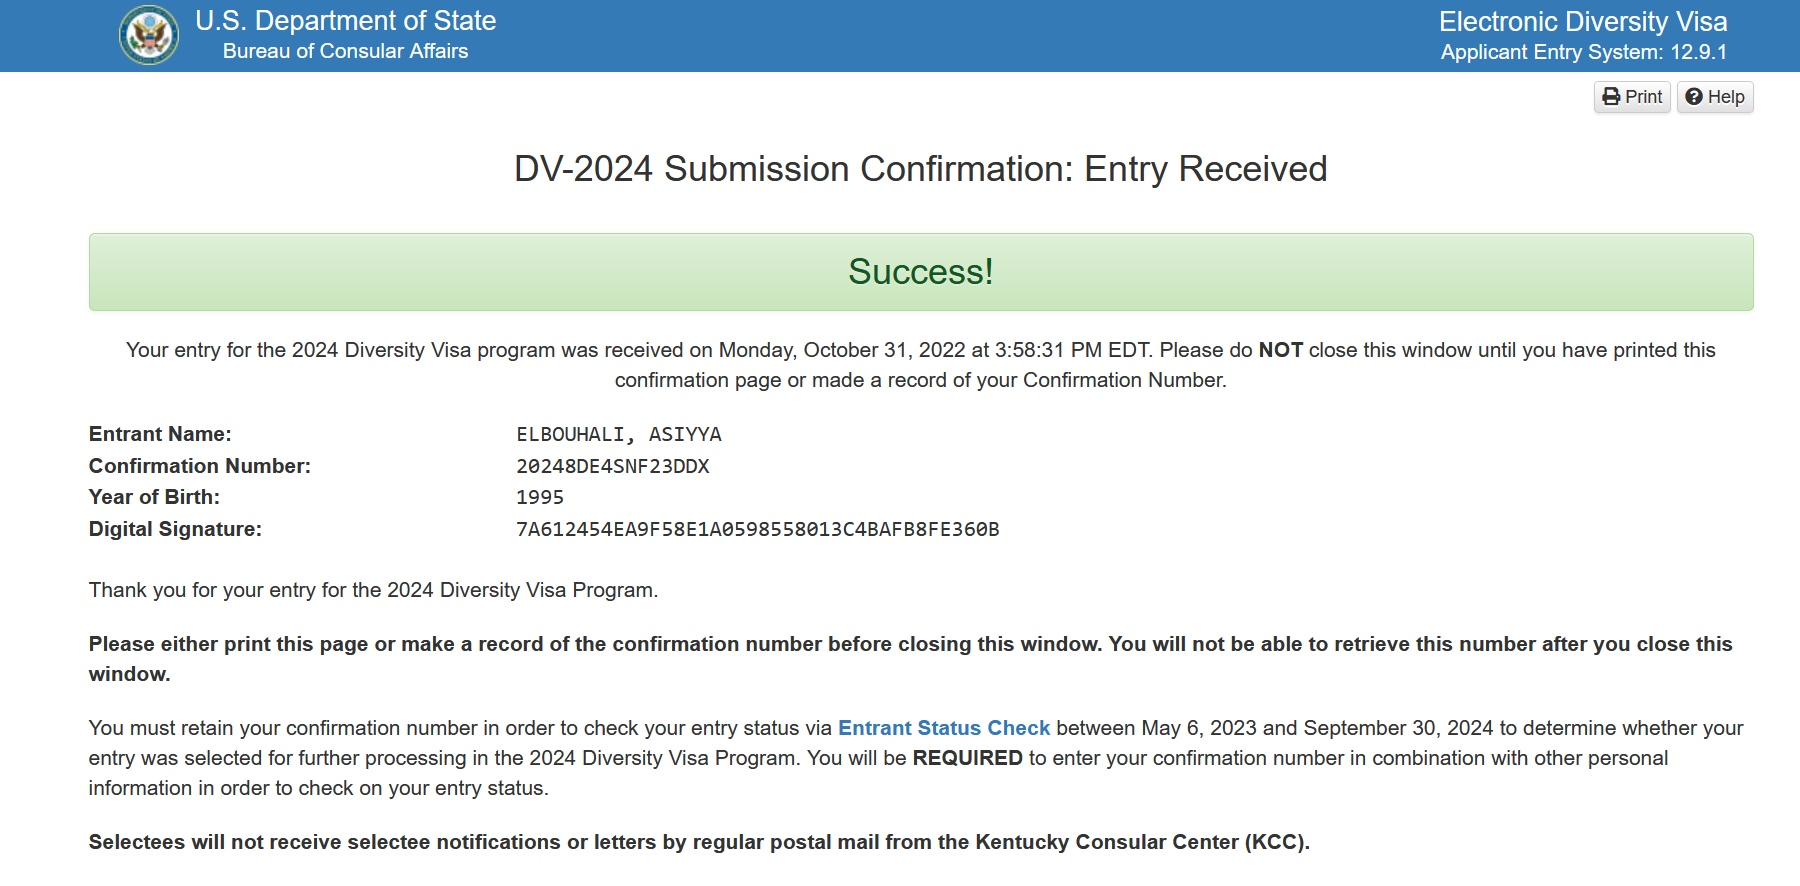 U.S. Department of State
Bureau of Consular Affairs
Electronic Diversity Visa
Applicant Entry System: 12.9.1
Print
Help
DV-2024 Submission Confirmation: Entry Received
Success!
Your entry for the 2024 Diversity Visa program was received on Monday, October 31, 2022 at 3:58:31 PM EDT. Please do NOT close this window until you have printed this
confirmation page or made a record of your Confirmation Number.
Entrant Name: ELBOUHALI, ASIYYA
Confirmation Number: 20248DE4SNF23DDX
Year of Birth: 1995
Digital Signature: 7A612454EA9F58E1A0598558013C4BAFB8FE360B
Thank you for your entry for the 2024 Diversity Visa Program.
Please either print this page or make a record of the confirmation number before closing this window. You will not be able to retrieve this number after you close this
window.
You must retain your confirmation number in order to check your entry status via Entrant Status Check between May 6, 2023 and September 30, 2024 to determine whether your
entry was selected for further processing in the 2024 Diversity Visa Program. You will be REQUIRED to enter your confirmation number in combination with other personal
information in order to check on your entry status.
Selectees will not receive selectee notifications or letters by regular postal mail from the Kentucky Consular Center (KCC).